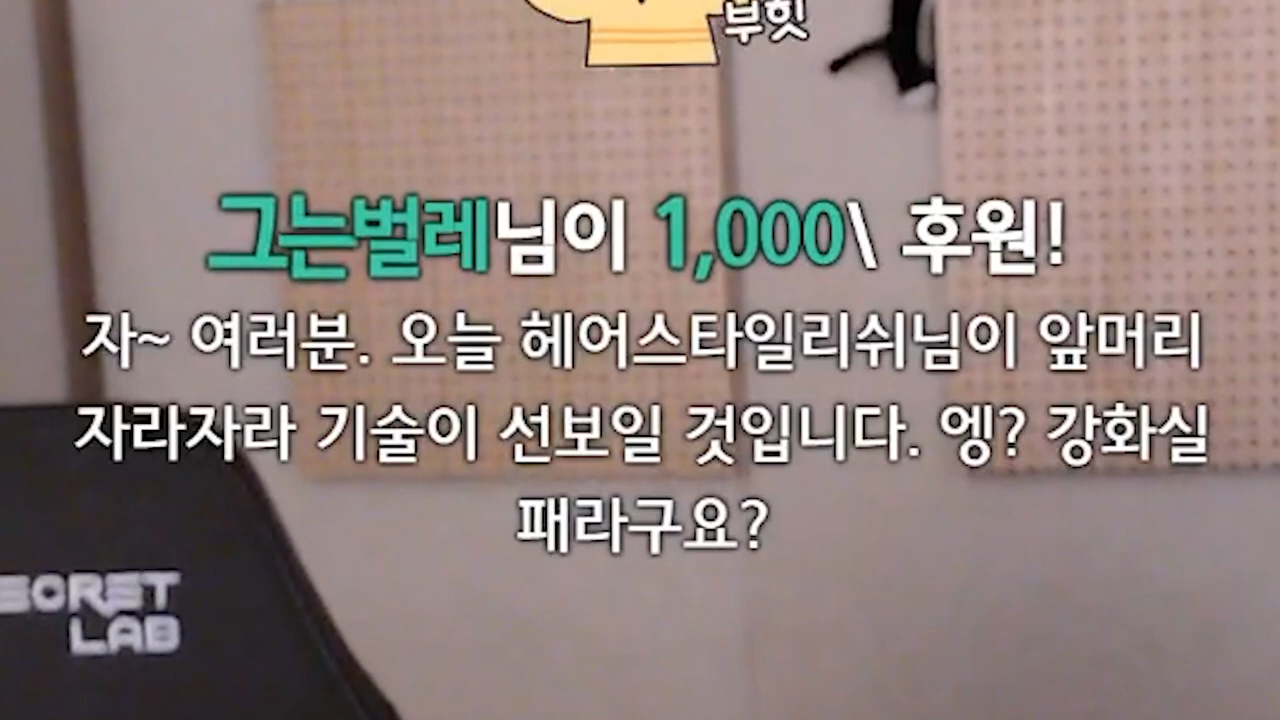 부힛
그는벌레님이 1,000\ 후원!
자~ 여러분. 오늘 헤어스타일리쉬님이 앞머리
자라자라 기술이 선보일 것입니다. 엥? 강화실
패라구요?
SECRET
LAB